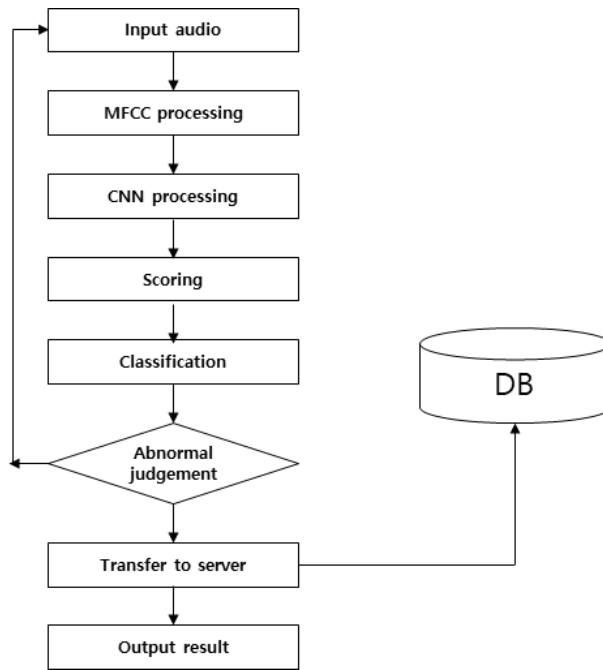 Input audio
MFCC processing
CNN processing
Scoring
Classification
DB
Abnormal
judgement
Transfer to server
Output result